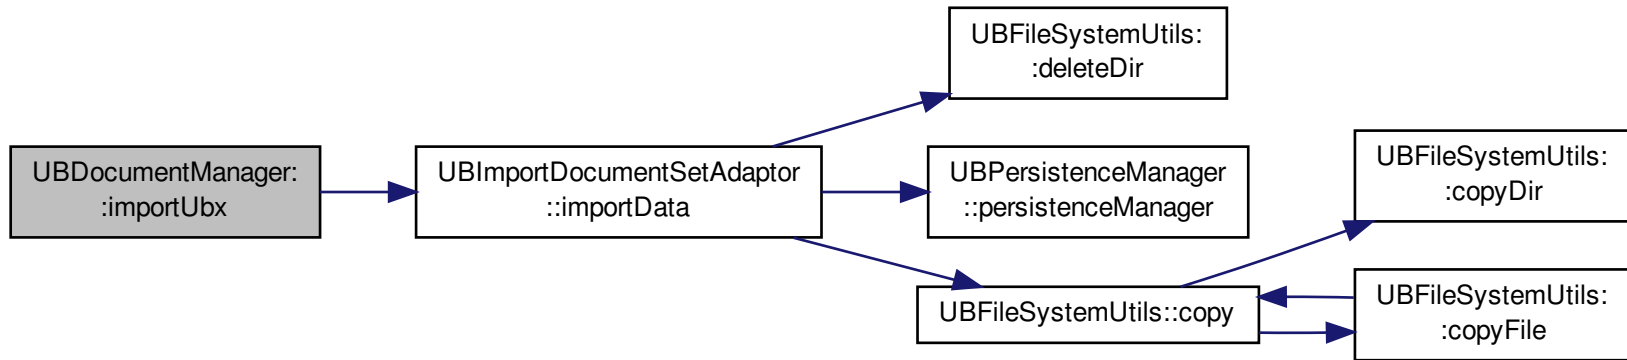 UBDocumentManager:
:importUbx
UBImportDocumentSetAdaptor
::importData
UBFileSystemUtils:
:deleteDir
UBPersistenceManager
::persistenceManager
UBFileSystemUtils::copy
UBFileSystemUtils:
:copyDir
UBFileSystemUtils:
:copyFile